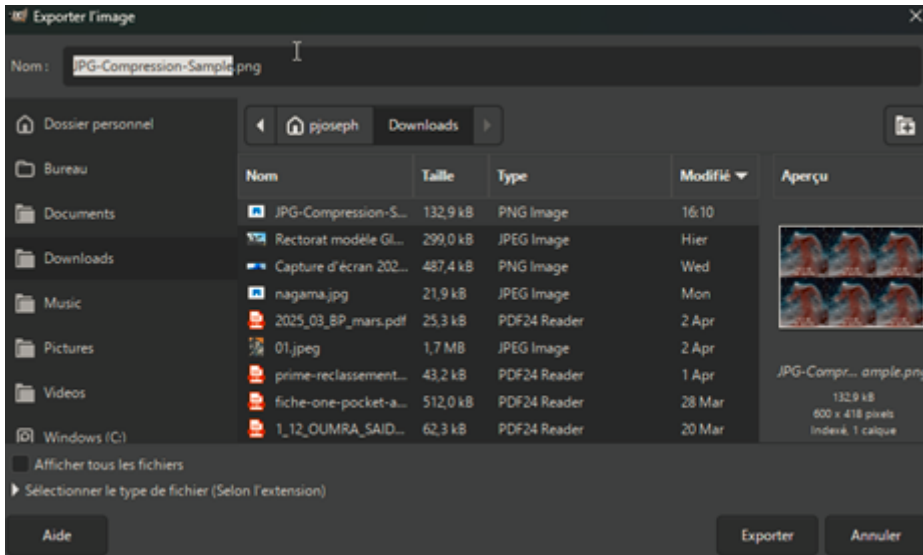 Exporter l'image
Nom : JPG-Compression-Sample.png
Dossier personnel
Bureau
Documents
Downloads
Music
Pictures
Videos
Windows (C:)
pjoseph Downloads
Nom Taille Type Modifié Aperçu
JPG-Compression-S... 132,9 kB PNG Image 16:10
Rectorat modèle Gl... 299,0 kB JPEG Image Hier
Capture d'écran 202... 487,4 kB PNG Image Wed
nagama.jpg 21,9 kB JPEG Image Mon
2025_03_BP_mars.pdf 25,3 kB PDF24 Reader 2 Apr
01.jpeg 1,7 MB JPEG Image 2 Apr
prime-reclassement... 43,2 kB PDF24 Reader 1 Apr
fiche-one-pocket-a... 512,0 kB PDF24 Reader 28 Mar
1_12_OUMRA_SAID... 62,3 kB PDF24 Reader 20 Mar
JPG-Compr... ample.png
132,9 kB
600 x 418 pixels
Indexé, 1 calque
Afficher tous les fichiers
Sélectionner le type de fichier (Selon l'extension)
Aide Exporter Annuler